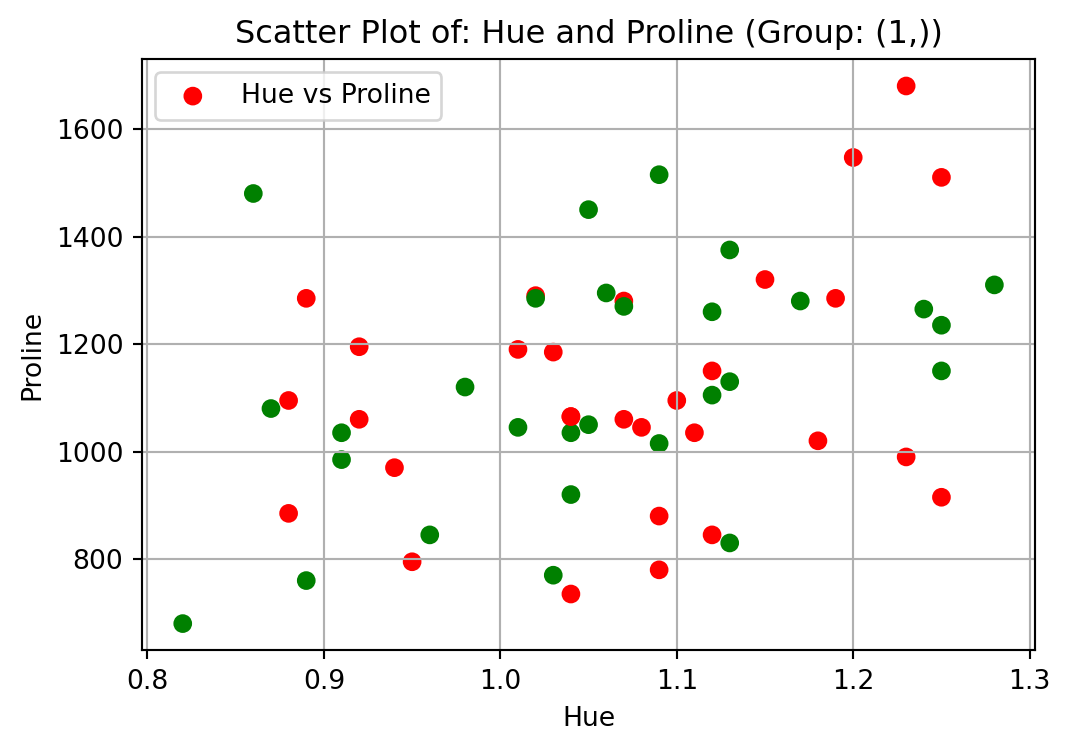 Scatter Plot of: Hue and Proline (Group: (1,))
Hue vs Proline
1600
1400
1200
1000
800
Proline
0.8 0.9 1.0 1.1 1.2 1.3
Hue